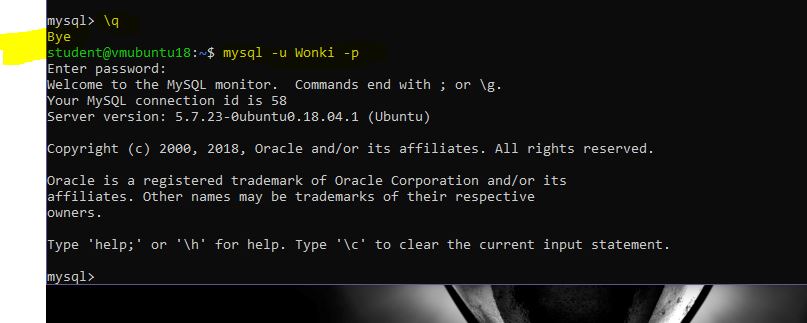 mysql> \q
Bye
student@vmubuntu18:~$ mysql -u Wonki -p
Enter password:
Welcome to the MySQL monitor.  Commands end with ; or \g.
Your MySQL connection id is 58
Server version: 5.7.23-0ubuntu0.18.04.1 (Ubuntu)
Copyright (c) 2000, 2018, Oracle and/or its affiliates. All rights reserved.
Oracle is a registered trademark of Oracle Corporation and/or its
affiliates. Other names may be trademarks of their respective
owners.
Type 'help;' or '\h' for help. Type '\c' to clear the current input statement.
mysql>